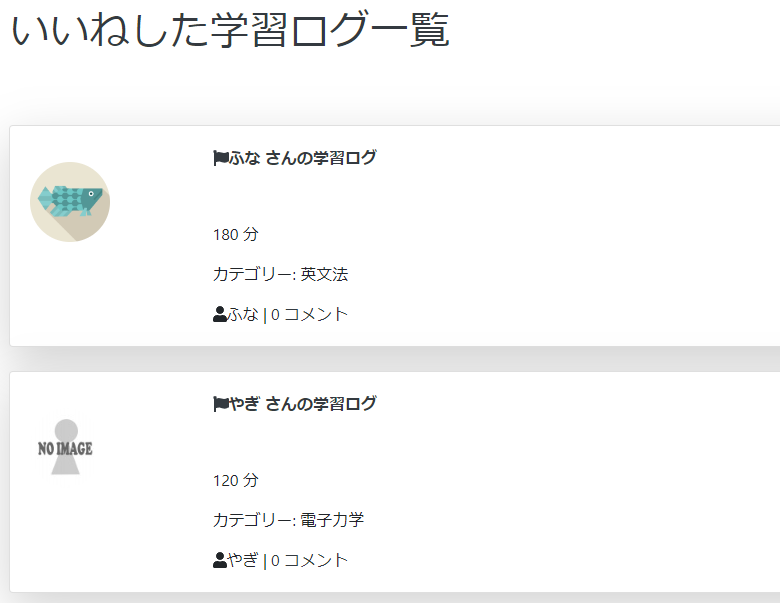 いいねした学習ログ一覧
ふな さんの学習ログ
180 分
カテゴリー: 英文法
ふな | 0 コメント
やぎ さんの学習ログ
NO IMAGE
120 分
カテゴリー: 電子力学
やぎ | 0 コメント